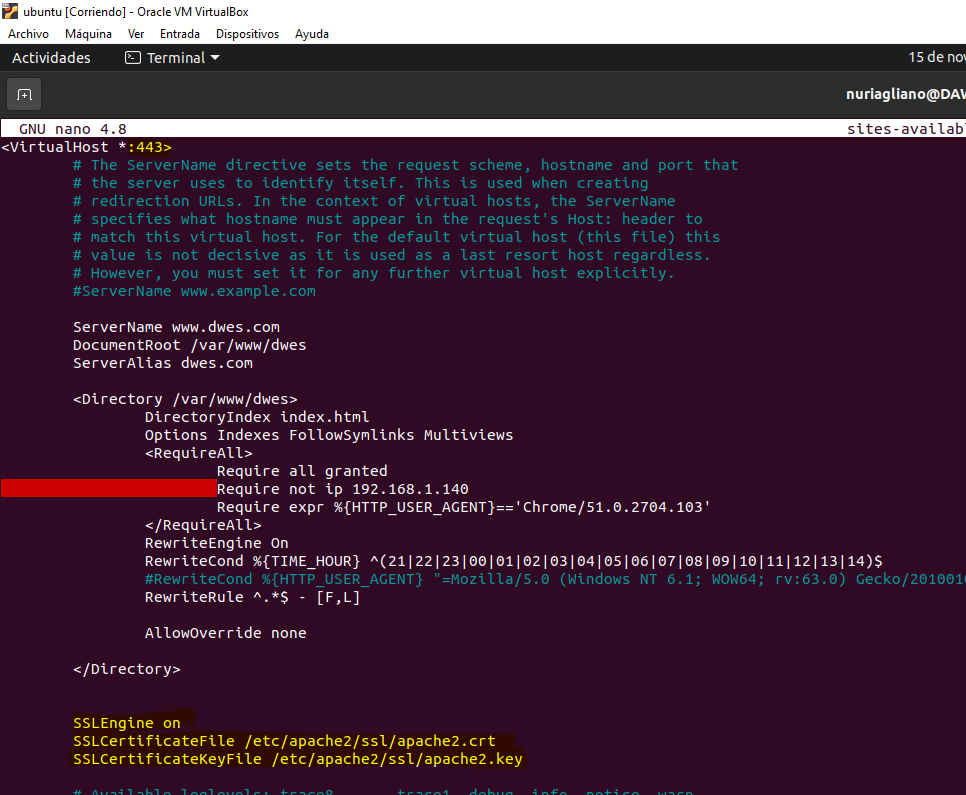 ubuntu [Corriendo] - Oracle VM VirtualBox
Archivo Máquina Ver Entrada Dispositivos Ayuda
Actividades Terminal 15 de nov
nuriagliano@DAW
GNU nano 4.8 sites-availab
<VirtualHost *:443>
# The ServerName directive sets the request scheme, hostname and port that
# the server uses to identify itself. This is used when creating
# redirection URLs. In the context of virtual hosts, the ServerName
# specifies what hostname must appear in the request's Host: header to
# match this virtual host. For the default virtual host (this file) this
# value is not decisive as it is used as a last resort host regardless.
# However, you must set it for any further virtual host explicitly.
#ServerName www.example.com
ServerName www.dwes.com
DocumentRoot /var/www/dwes
ServerAlias dwes.com
<Directory /var/www/dwes>
DirectoryIndex index.html
Options Indexes FollowSymlinks Multiviews
<RequireAll>
Require all granted
Require not ip 192.168.1.140
Require expr %{HTTP_USER_AGENT}=='Chrome/51.0.2704.103'
</RequireAll>
RewriteEngine On
RewriteCond %{TIME_HOUR} ^(21|22|23|00|01|02|03|04|05|06|07|08|09|10|11|12|13|14)$
#RewriteCond %{HTTP_USER_AGENT} "=Mozilla/5.0 (Windows NT 6.1; WOW64; rv:63.0) Gecko/2010010
RewriteRule ^.*$ - [F,L]
AllowOverride none
</Directory>
SSLEngine on
SSLCertificateFile /etc/apache2/ssl/apache2.crt
SSLCertificateKeyFile /etc/apache2/ssl/apache2.key
# Available loglevels: trace8, ..., trace1, debug, info, notice, warn,